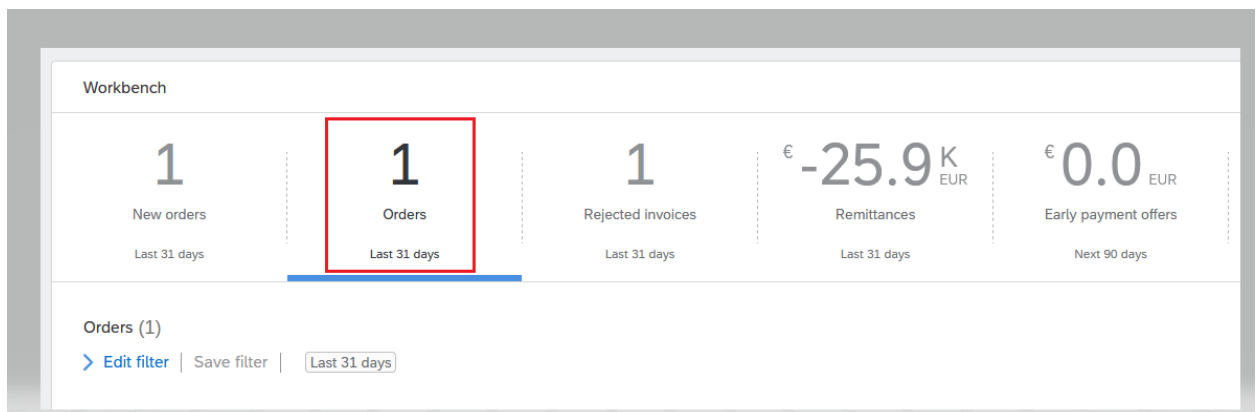 Workbench
1
New orders
Last 31 days
1
Orders
Last 31 days
1
Rejected invoices
Last 31 days
€ -25.9 K EUR
Remittances
Last 31 days
€ 0.0 EUR
Early payment offers
Next 90 days
Orders (1)
Edit filter | Save filter | Last 31 days